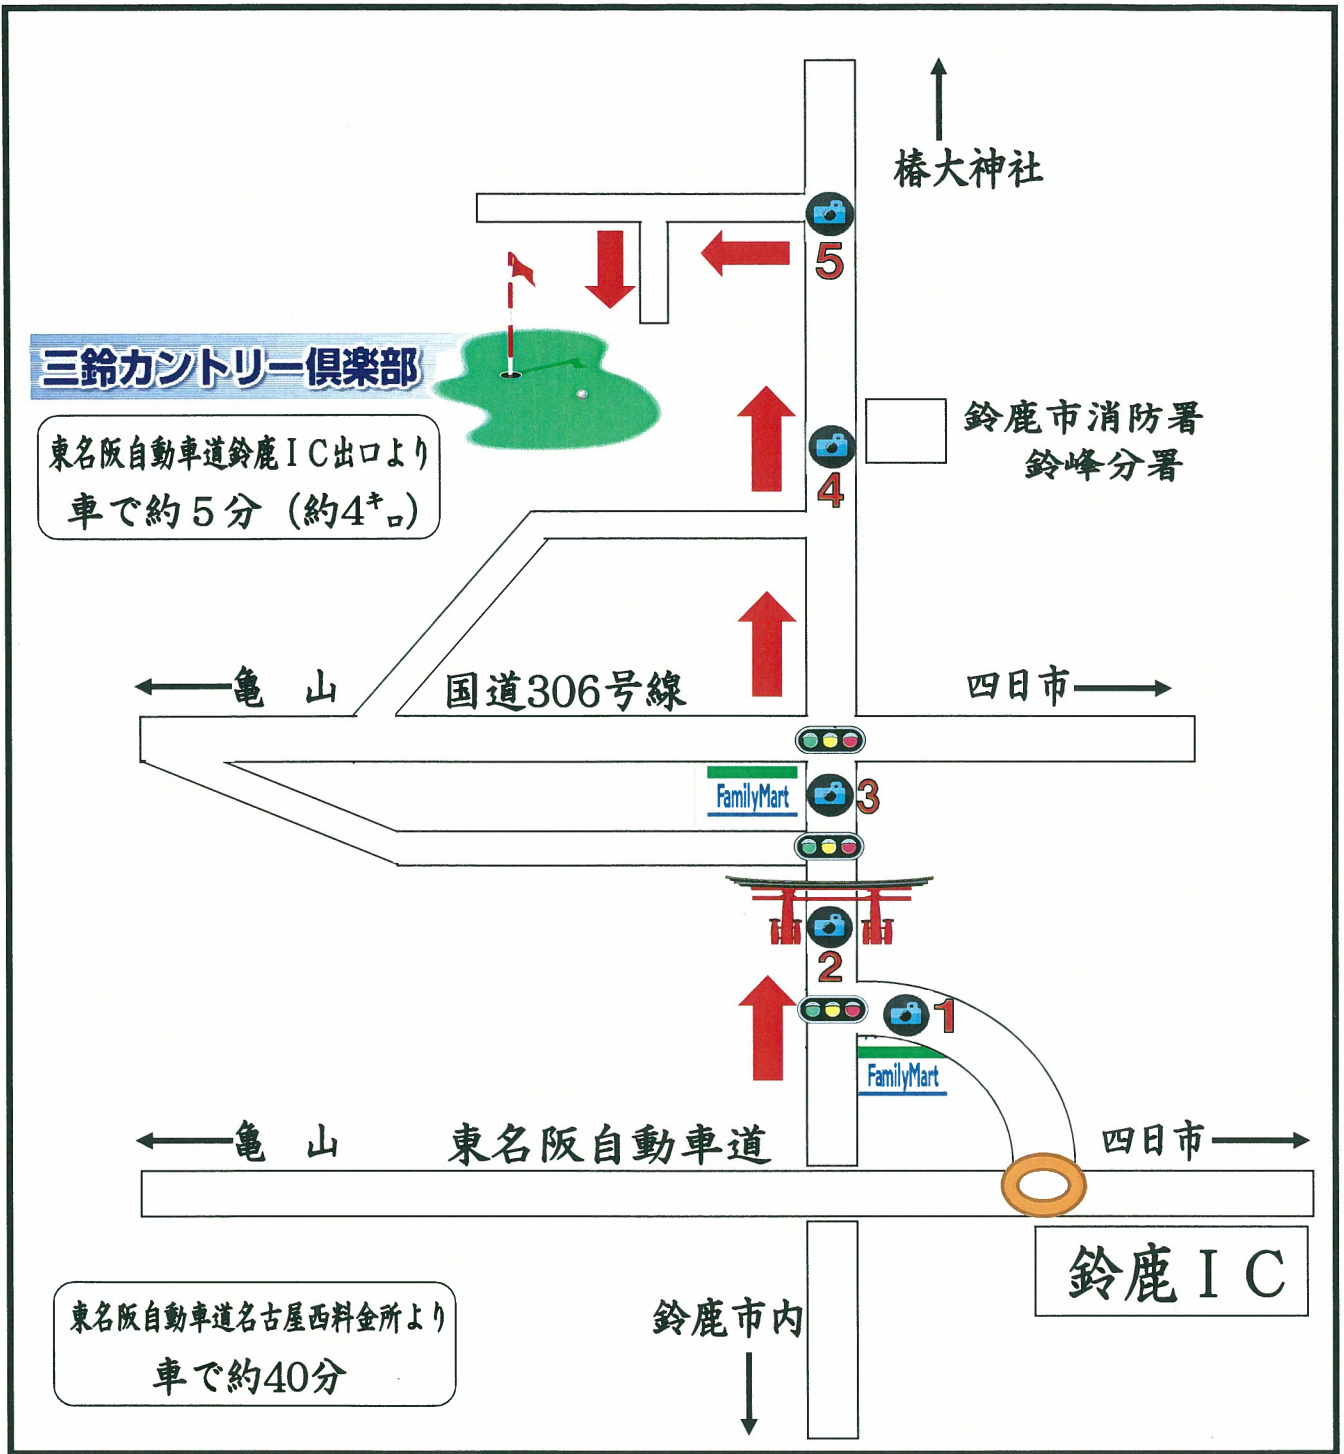 椿大神社
5
三鈴カントリー倶楽部
東名阪自動車道鈴鹿IC出口より
車で約5分(約4㌔)
鈴鹿市消防署
鈴峰分署
4
亀 山
国道306号線
四日市
FamilyMart
3
2
1
FamilyMart
亀 山
東名阪自動車道
四日市
鈴鹿IC
東名阪自動車道名古屋西料金所より
車で約40分
鈴鹿市内